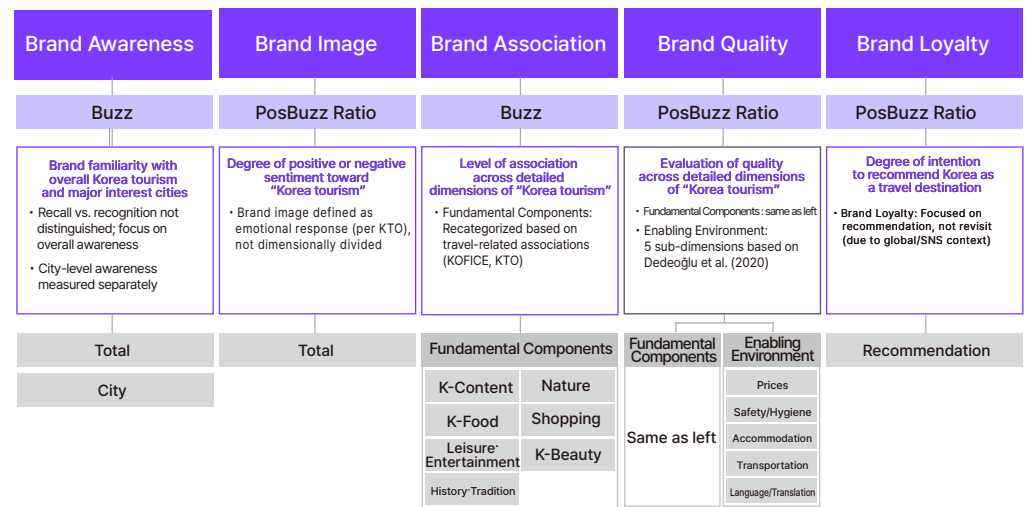 Brand Awareness
Brand Image
Brand Association
Brand Quality
Brand Loyalty
Buzz
PosBuzz Ratio
Buzz
PosBuzz Ratio
PosBuzz Ratio
Brand familiarity with
overall Korea tourism
and major interest cities
• Recall vs. recognition not
distinguished; focus on
overall awareness
• City-level awareness
measured separately
Degree of positive or negative
sentiment toward
“Korea tourism”
• Brand image defined as
emotional response (per KTO),
not dimensionally divided
Level of association
across detailed
dimensions of “Korea tourism”
• Fundamental Components:
Recategorized based on
travel-related associations
(KOFICE, KTO)
Evaluation of quality
across detailed dimensions
of “Korea tourism”
• Fundamental Components : same as left
• Enabling Environment:
5 sub-dimensions based on
Dedeoğlu et al. (2020)
Degree of intention
to recommend Korea as
a travel destination
• Brand Loyalty: Focused on
recommendation, not revisit
(due to global/SNS context)
Total
City
Total
Fundamental Components
K-Content
Nature
K-Food
Shopping
Leisure·
Entertainment
K-Beauty
History·Tradition
Fundamental
Components
Same as left
Enabling
Environment
Prices
Safety/Hygiene
Accommodation
Transportation
Language/Translation
Recommendation